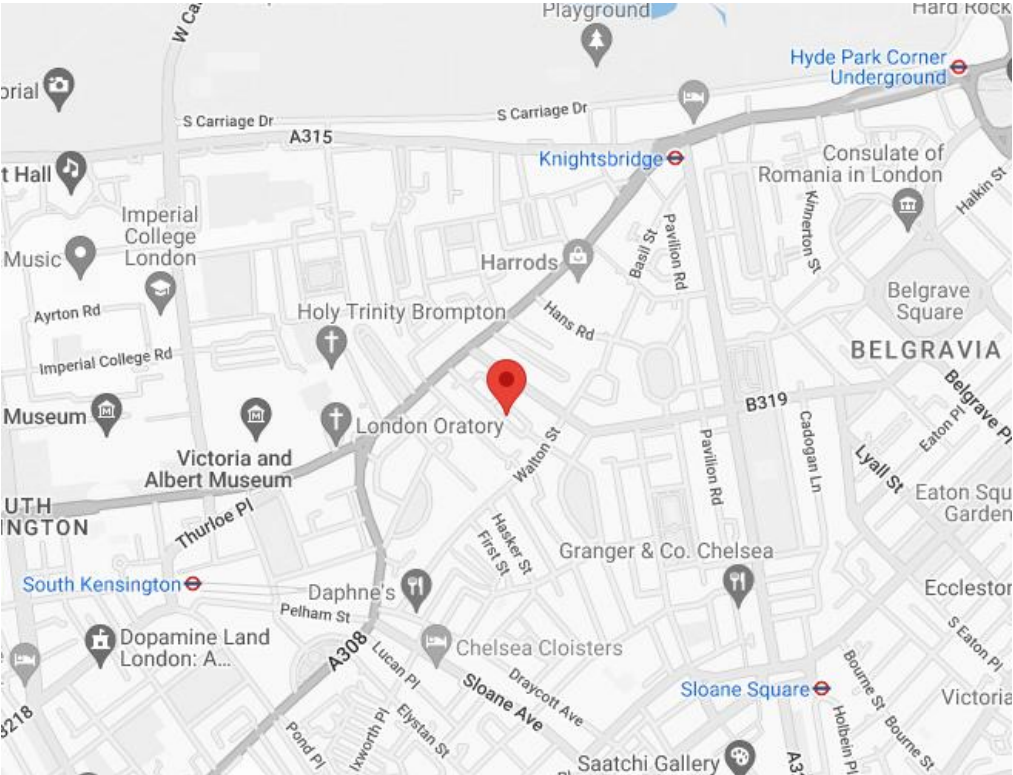 Playground
Hard Rock
W Ca
Hyde Park Corner
Underground
orial
S Carriage Dr
S Carriage Dr
A315
Knightsbridge
Consulate of
Romania in London
t Hall
Halkin St
Imperial
College
London
Kinnerton St
Pavilion Rd
Basil St
Music
Harrods
Belgrave
Square
Ayrton Rd
Holy Trinity Brompton
Hans Rd
Imperial College Rd
BELGRAVIA
Belgrave Pl
B319
Museum
London Oratory
Eaton Pl
Cadogan Ln
Walton St
Pavilion Rd
Lyall St
Victoria and
Albert Museum
UTH
INGTON
Eaton Squ
Garden
Thurloe Pl
Hasker St
First St
Granger & Co. Chelsea
South Kensington
Daphne's
Ecclesto
Pelham St
Dopamine Land
London: A...
A308
Chelsea Cloisters
S Eaton Pl
Lucan Pl
Draycott Ave
Sloane Ave
Bourne St
Sloane Square
Victoria
3218
Elystan St
Ixworth Pl
Pond Pl
Holbein Pl
Bourne St
Saatchi Gallery
A3